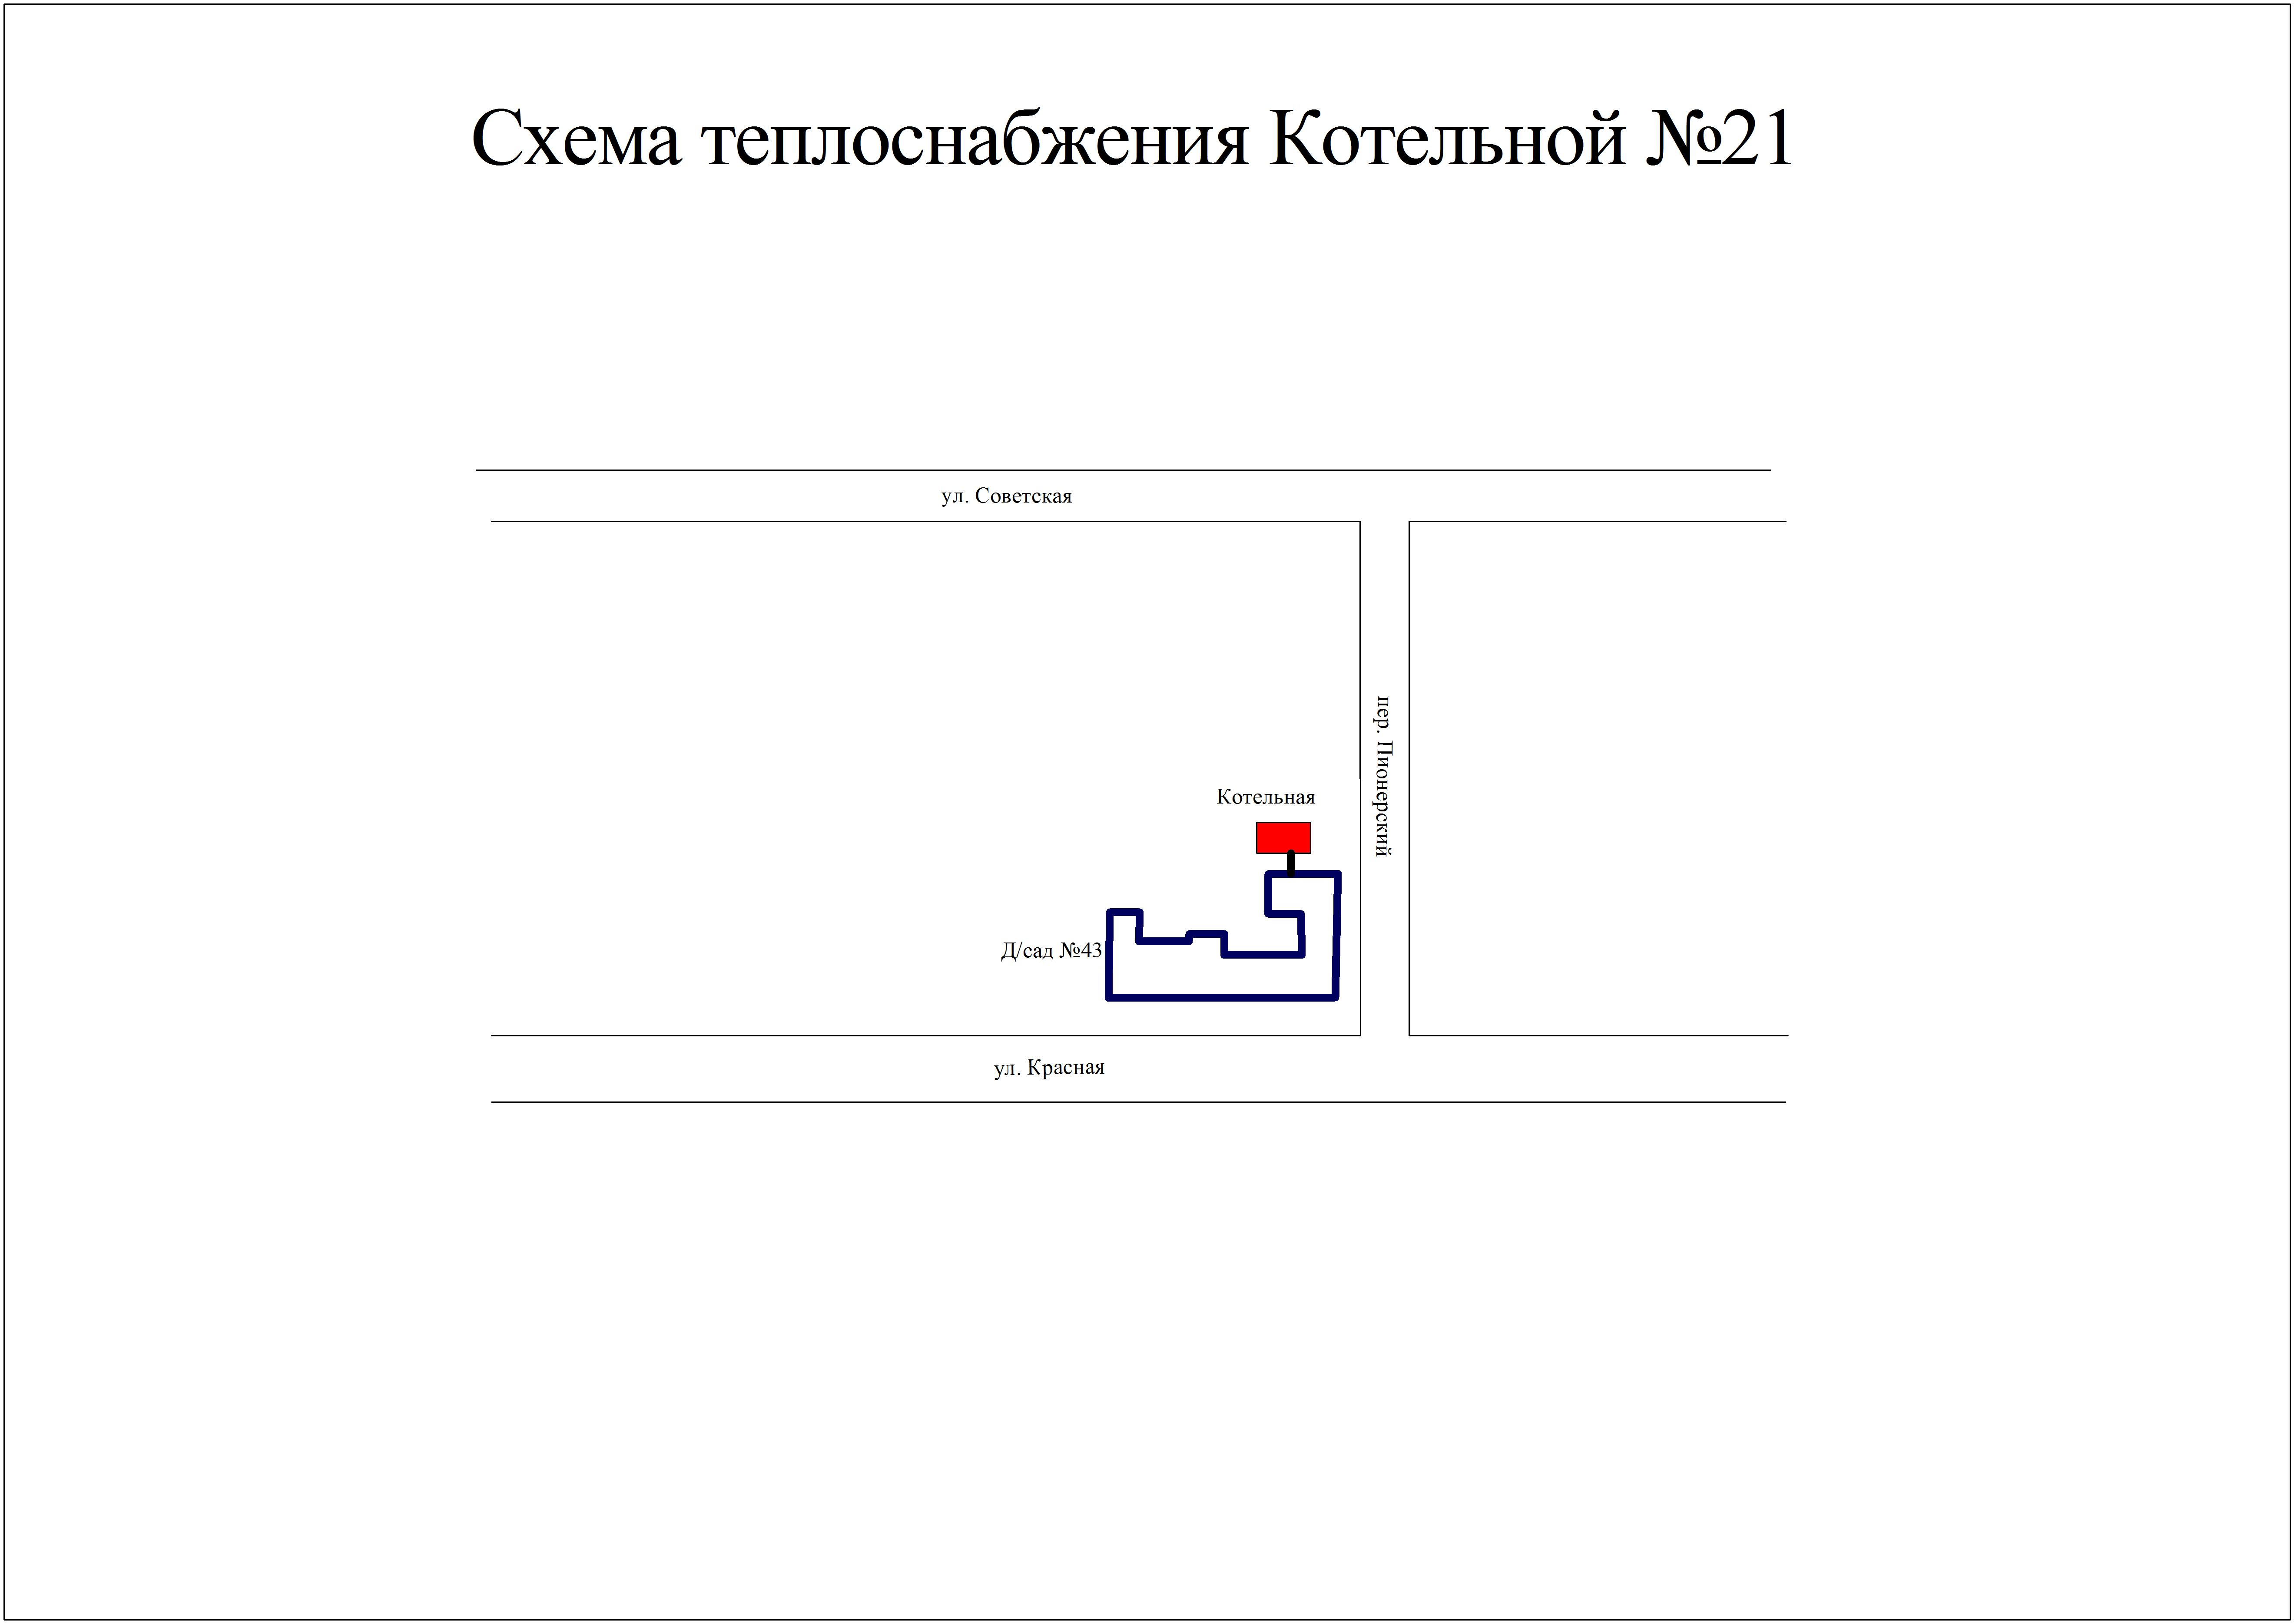 Схема теплоснабжения Котельной №21
ул. Советская
пер. Пионерский
Котельная
Д/сад №43
ул. Красная